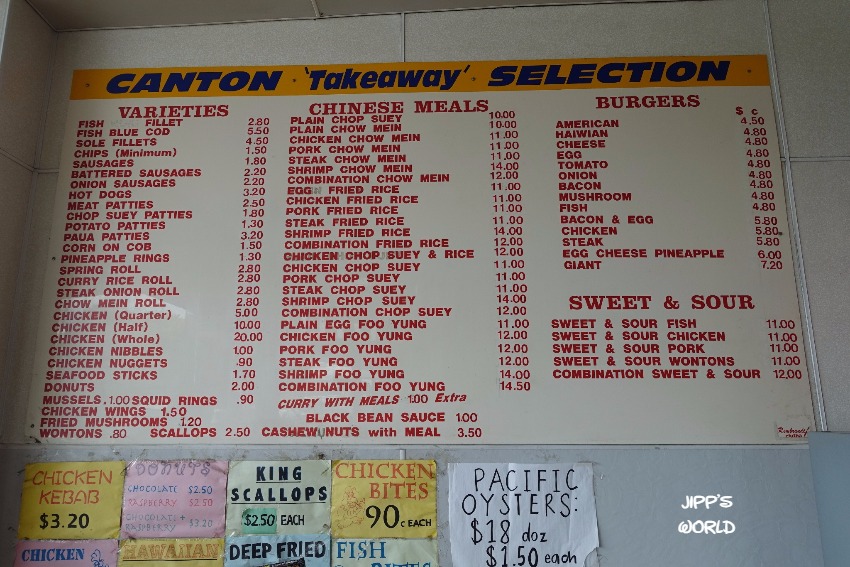 CANTON 'Takeaway' SELECTION
VARIETIES
FISH FILLET 2.80
FISH BLUE COD 5.50
SOLE FILLETS 4.50
CHIPS (Minimum) 1.50
SAUSAGES 1.80
BATTERED SAUSAGES 2.20
ONION SAUSAGES 2.20
HOT DOGS 3.20
MEAT PATTIES 2.50
CHOP SUEY PATTIES 1.80
POTATO PATTIES 1.30
PAUA PATTIES 3.20
CORN ON COB 1.50
PINEAPPLE RINGS 1.30
SPRING ROLL 2.80
CURRY RICE ROLL 2.80
STEAK ONION ROLL 2.80
CHOW MEIN ROLL 2.80
CHICKEN (Quarter) 5.00
CHICKEN (Half) 10.00
CHICKEN (Whole) 20.00
CHICKEN NIBBLES 1.00
CHICKEN NUGGETS .90
SEAFOOD STICKS 1.70
DONUTS 2.00
MUSSELS .1.00 SQUID RINGS .90
CHICKEN WINGS 1.50
FRIED MUSHROOMS 1.20
WONTONS .80 SCALLOPS 2.50
CHINESE MEALS
PLAIN CHOP SUEY 10.00
PLAIN CHOW MEIN 10.00
CHICKEN CHOW MEIN 11.00
PORK CHOW MEIN 11.00
STEAK CHOW MEIN 11.00
SHRIMP CHOW MEIN 14.00
COMBINATION CHOW MEIN 12.00
EGG FRIED RICE 11.00
CHICKEN FRIED RICE 11.00
PORK FRIED RICE 11.00
STEAK FRIED RICE 11.00
SHRIMP FRIED RICE 14.00
COMBINATION FRIED RICE 12.00
CHICKEN CHOP SUEY & RICE 12.00
CHICKEN CHOP SUEY 11.00
PORK CHOP SUEY 11.00
STEAK CHOP SUEY 11.00
SHRIMP CHOP SUEY 14.00
COMBINATION CHOP SUEY 12.00
PLAIN EGG FOO YUNG 11.00
CHICKEN FOO YUNG 12.00
PORK FOO YUNG 12.00
STEAK FOO YUNG 12.00
SHRIMP FOO YUNG 14.00
COMBINATION FOO YUNG 14.50
CURRY WITH MEALS 1.00 Extra
BLACK BEAN SAUCE 1.00
CASHEW NUTS with MEAL 3.50
BURGERS
$ c
AMERICAN 4.50
HAIWIAN 4.80
CHEESE 4.80
EGG 4.80
TOMATO 4.80
ONION 4.80
BACON 4.80
MUSHROOM 4.80
FISH 4.80
BACON & EGG 5.80
CHICKEN 5.80
STEAK 5.80
EGG CHEESE PINEAPPLE 6.00
GIANT 7.20
SWEET & SOUR
SWEET & SOUR FISH 11.00
SWEET & SOUR CHICKEN 11.00
SWEET & SOUR PORK 11.00
SWEET & SOUR WONTONS 11.00
COMBINATION SWEET & SOUR 12.00
CHICKEN
KEBAB
$3.20
DONUTS
CHOCOLATE $2.50
RASPBERRY $2.50
CHOCOLATE +
RASPBERRY $3.20
KING
SCALLOPS
$2.50 EACH
CHICKEN
BITES
90c EACH
PACIFIC
OYSTERS:
$18 doz
$1.50 each
CHICKEN
HAWAIIAN
DEEP FRIED
FISH
BITES
JIPP'S
WORLD